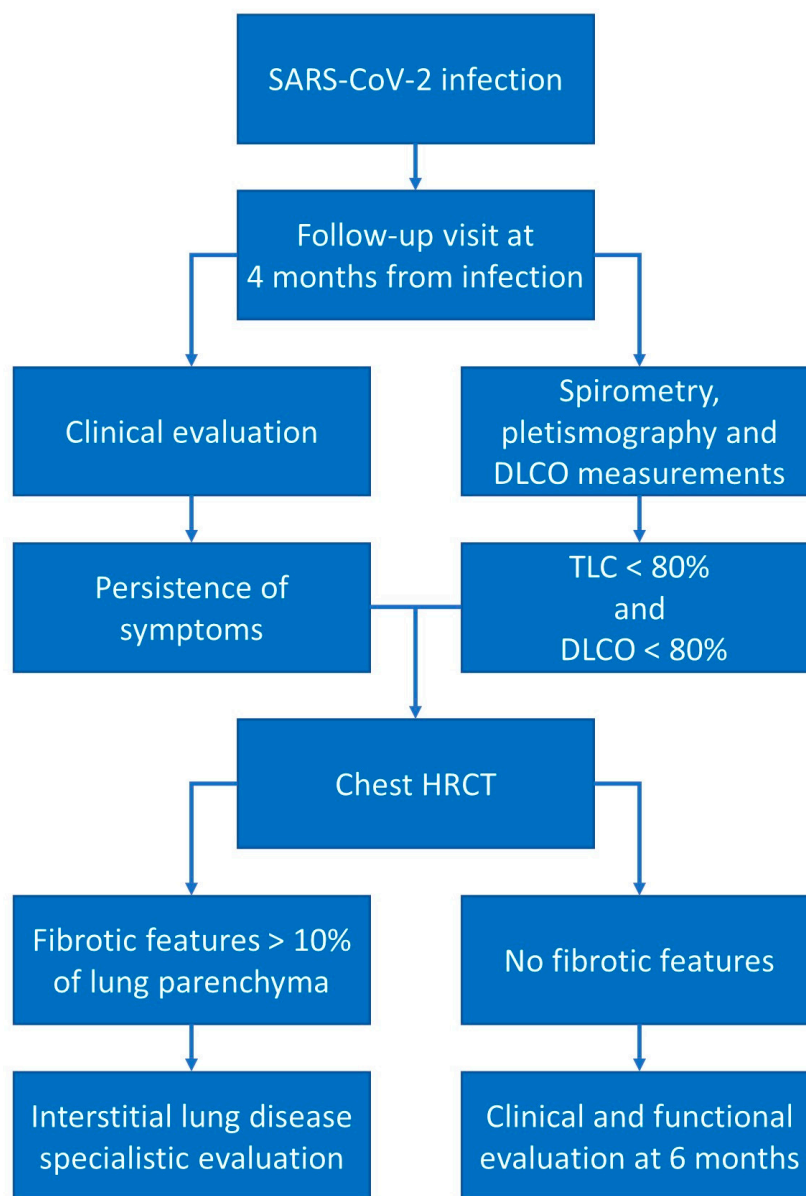 SARS-CoV-2 infection
Follow-up visit at
4 months from infection
Clinical evaluation
Spirometry,
pletismography and
DLCO measurements
Persistence of
symptoms
TLC < 80%
and
DLCO < 80%
Chest HRCT
Fibrotic features > 10%
of lung parenchyma
No fibrotic features
Interstitial lung disease
specialistic evaluation
Clinical and functional
evaluation at 6 months